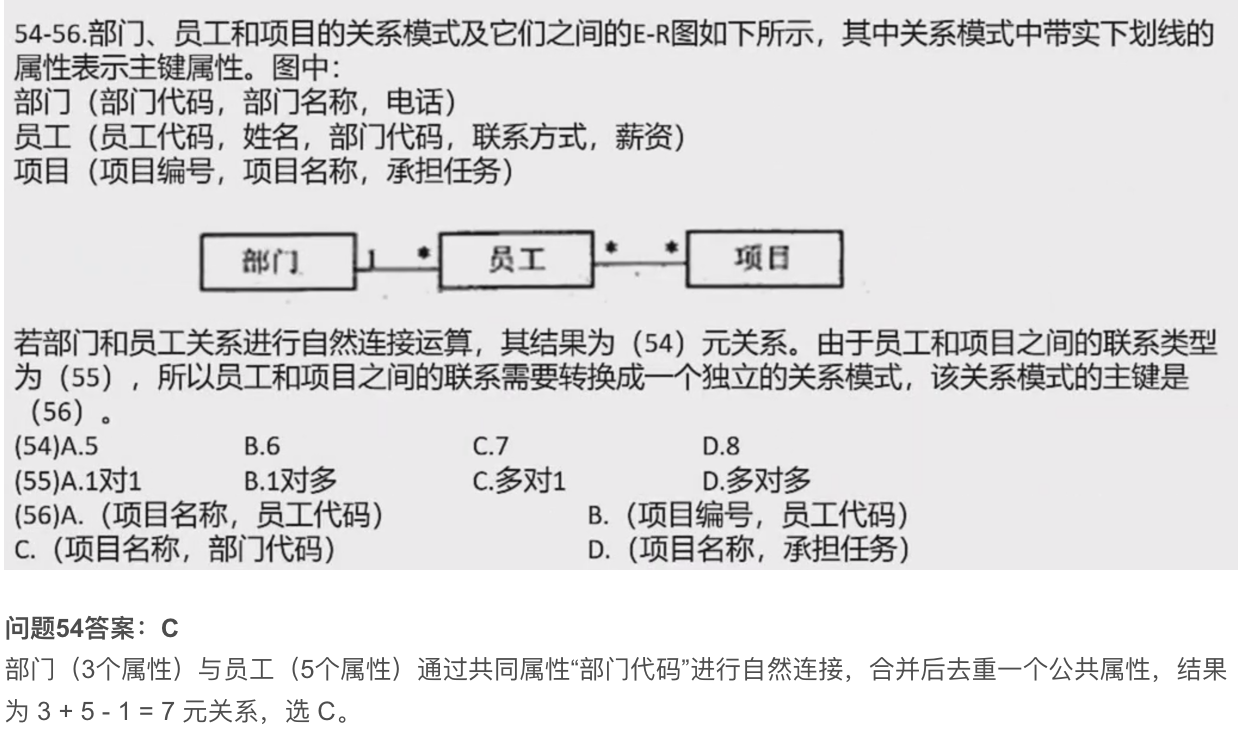 54-56.部门、员工和项目的关系模式及它们之间的E-R图如下所示，其中关系模式中带实下划线的
属性表示主键属性。图中：
部门（部门代码，部门名称，电话）
员工（员工代码，姓名，部门代码，联系方式，薪资）
项目（项目编号，项目名称，承担任务）
部门 1 * 员工 * * 项目
若部门和员工关系进行自然连接运算，其结果为（54）元关系。由于员工和项目之间的联系类型
为（55），所以员工和项目之间的联系需要转换成一个独立的关系模式，该关系模式的主键是
（56）。
(54)A.5 B.6 C.7 D.8
(55)A.1对1 B.1对多 C.多对1 D.多对多
(56)A.（项目名称，员工代码） B.（项目编号，员工代码）
C.（项目名称，部门代码） D.（项目名称，承担任务）
问题54答案：C
部门（3个属性）与员工（5个属性）通过共同属性“部门代码”进行自然连接，合并后去重一个公共属性，结果
为 3 + 5 - 1 = 7 元关系，选 C。